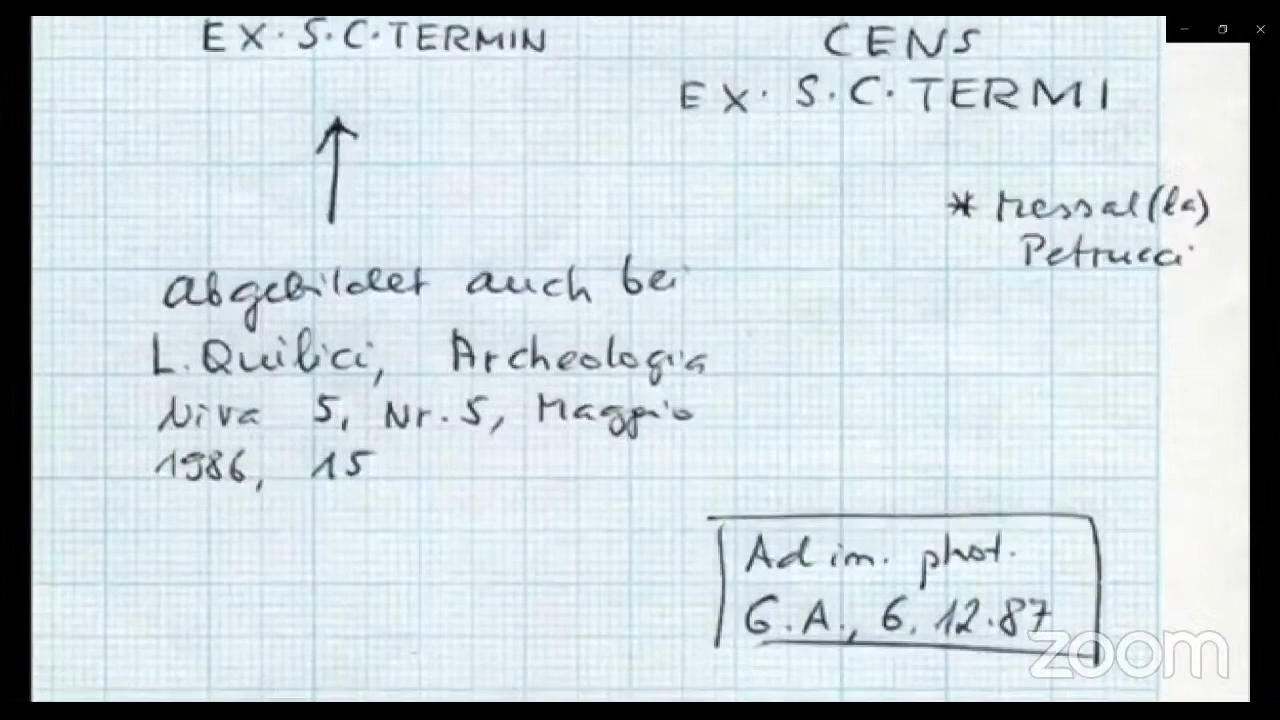 EX · S. C · TERMIN
CENS
EX · S. C · TERMI
* Messal(la)
Petrucci
abgebildet auch bei
L. Quilici, Archeologia
Viva 5, Nr. 5, Maggio
1986, 15
Ad im. phot.
G. A., 6. 12. 87
zoom